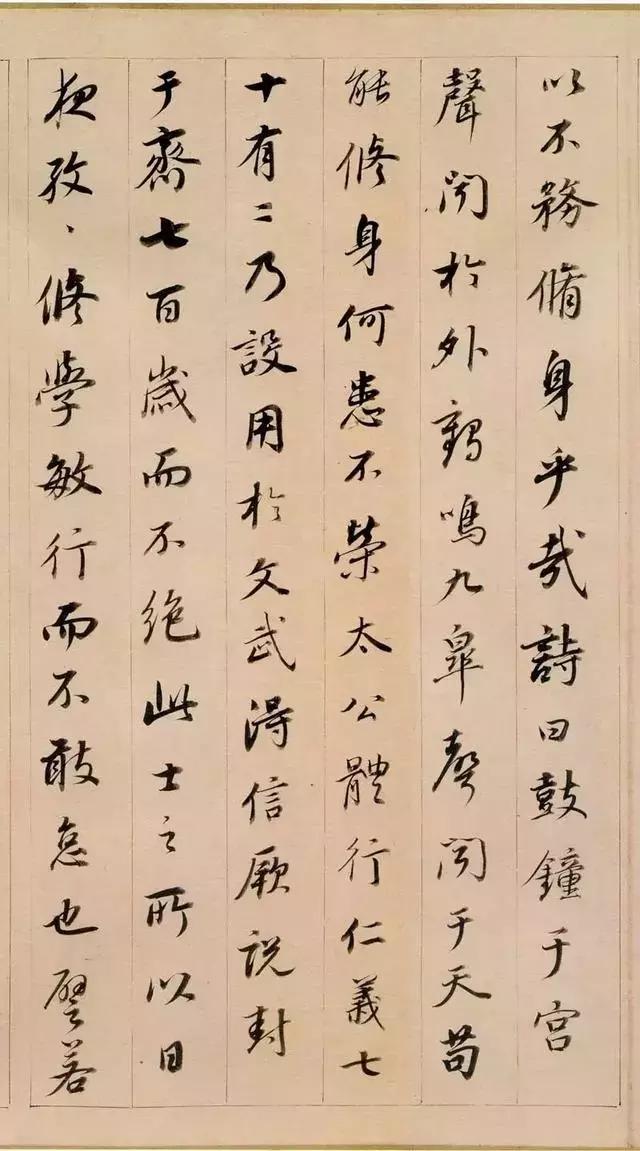 以不務脩身乎哉詩曰鼓鐘于宮
聲聞於外鶴鳴九皋聲聞于天苟
能修身何患不榮太公體行仁義七
十有二乃設用於文武得信厥說封
于齋七百歲而不絕此士之所以日
夜孜、修學敏行而不敢怠也譬若